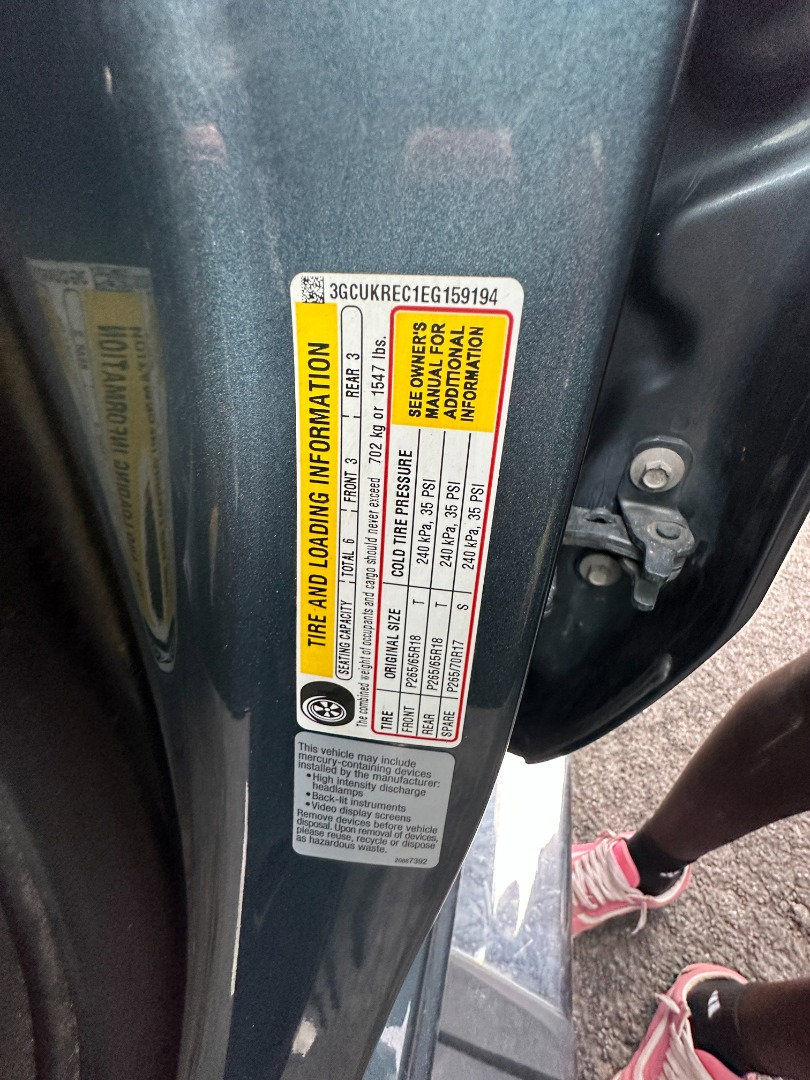 3GCUKREC1EG159194
TIRE AND LOADING INFORMATION
SEATING CAPACITY TOTAL 6 FRONT 3 REAR 3
The combined weight of occupants and cargo should never exceed 702 kg or 1547 lbs.
TIRE ORIGINAL SIZE COLD TIRE PRESSURE
FRONT P265/65R18 T 240 kPa, 35 PSI
REAR P265/65R18 T 240 kPa, 35 PSI
SPARE P265/70R17 S 240 kPa, 35 PSI
SEE OWNER'S
MANUAL FOR
ADDITIONAL
INFORMATION
This vehicle may include
mercury-containing devices
installed by the manufacturer:
• High intensity discharge
headlamps
• Back-lit instruments
• Video display screens
Remove devices before vehicle
disposal. Upon removal of devices,
please reuse, recycle or dispose
as hazardous waste.
20887392